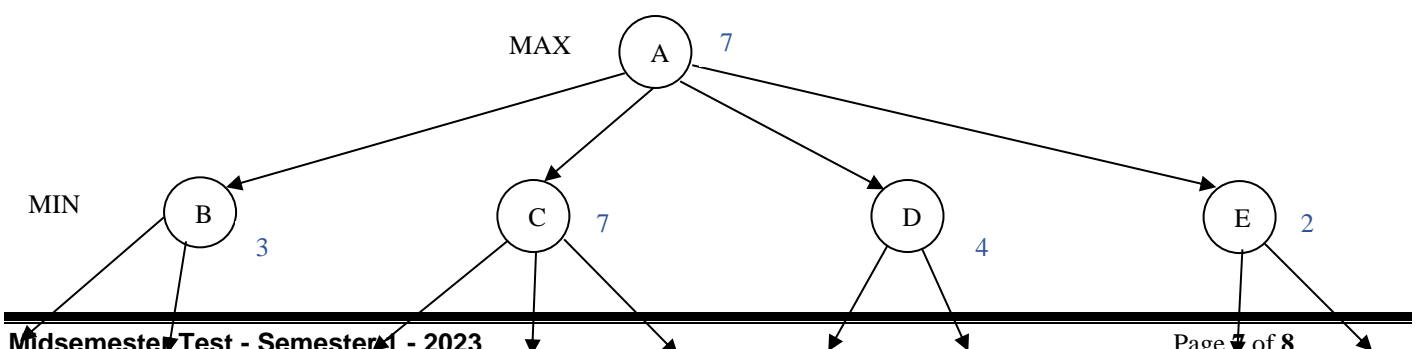 MAX A 7
MIN B 3 C 7 D 4 E 2
Midsemester Test - Semester 1 - 2023 Page 7 of 8